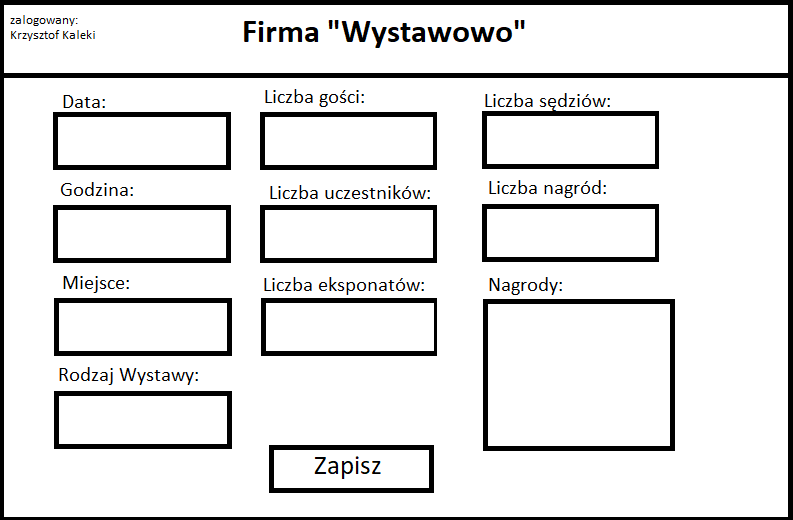 zalogowany:
Krzysztof Kaleki
Firma "Wystawowo"
Data:
Liczba gości:
Liczba sędziów:
Godzina:
Liczba uczestników:
Liczba nagród:
Miejsce:
Liczba eksponatów:
Nagrody:
Rodzaj Wystawy:
Zapisz